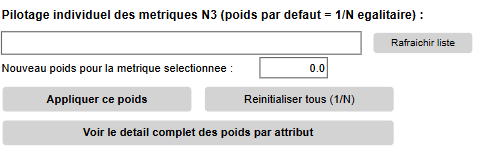 Pilotage individuel des metriques N3 (poids par defaut = 1/N egalitaire) :
Rafraichir liste
Nouveau poids pour la metrique selectionnee : 0.0
Appliquer ce poids Reinitialiser tous (1/N)
Voir le detail complet des poids par attribut